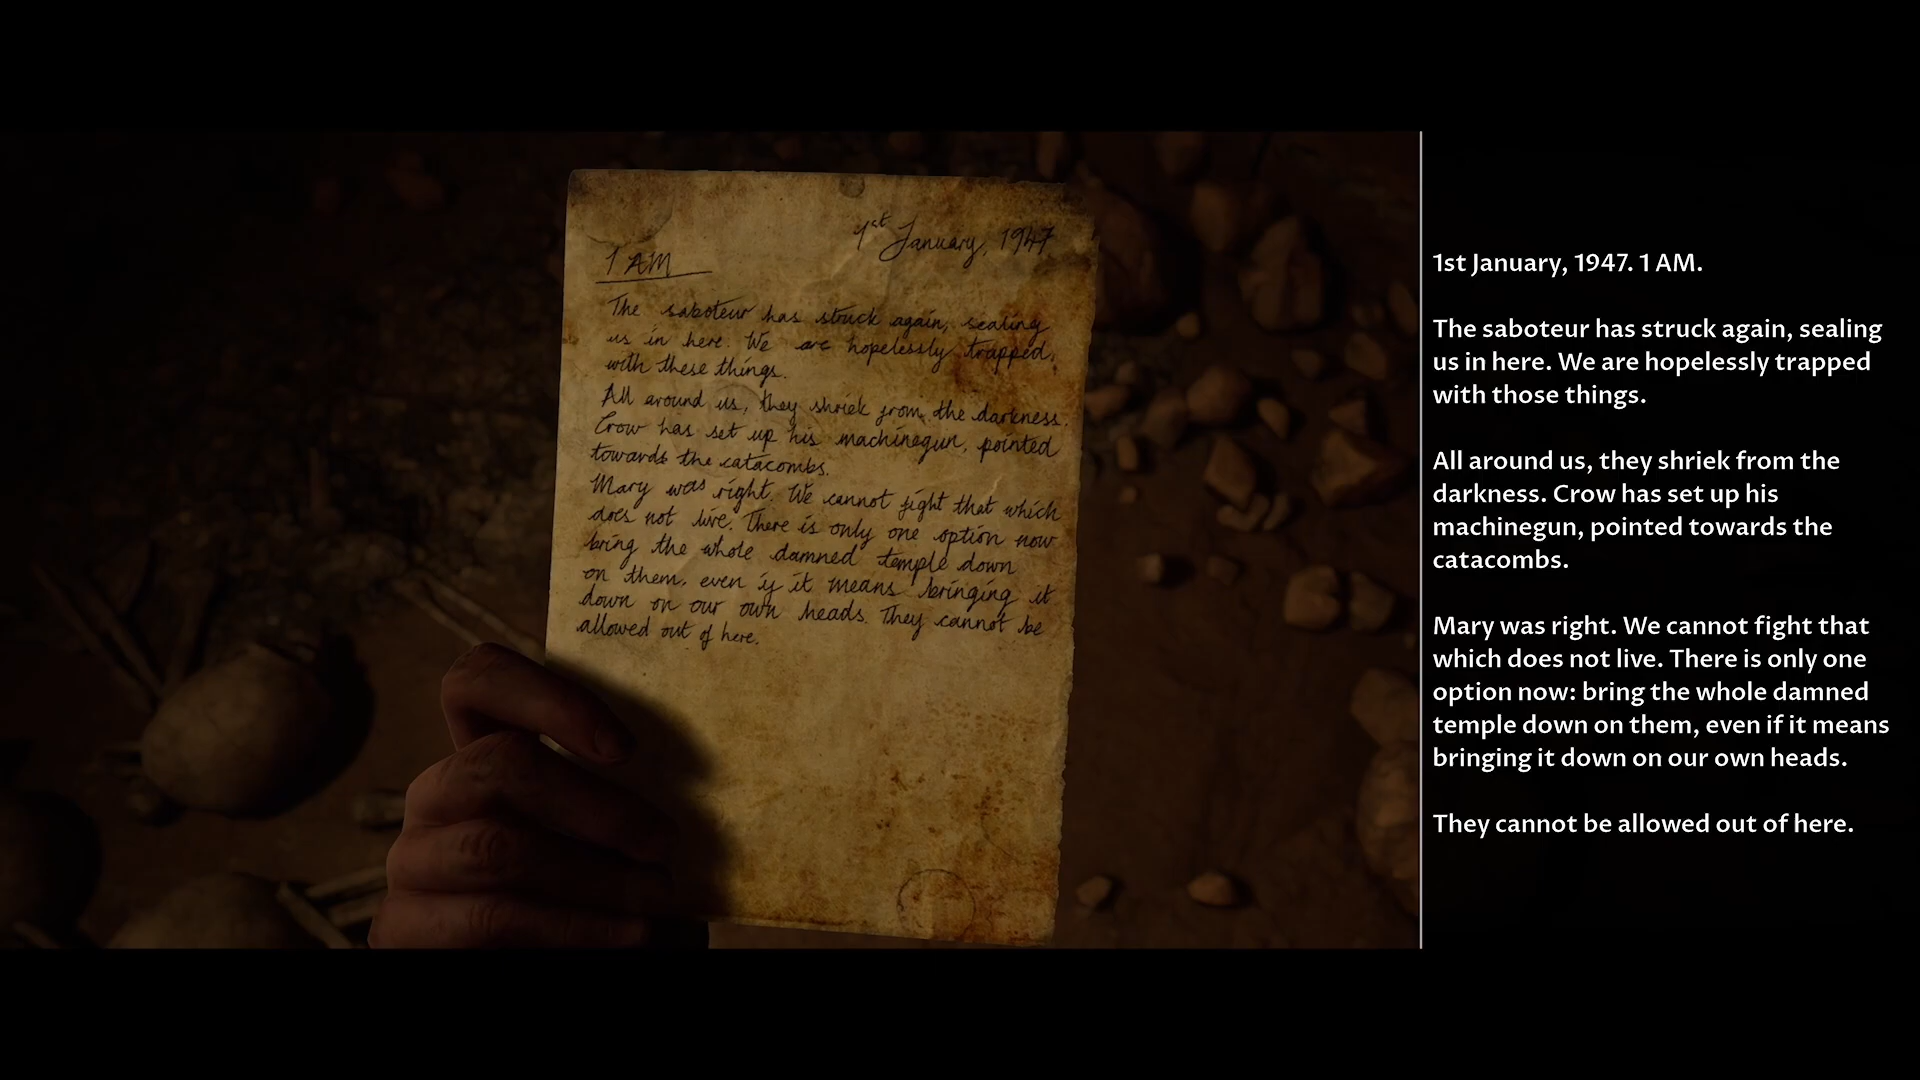 1st January, 1947
1 AM
The saboteur has struck again, sealing
us in here. We are hopelessly trapped
with these things.
All around us, they shriek from the darkness.
Crow has set up his machinegun, pointed
towards the catacombs.
Mary was right. We cannot fight that which
does not live. There is only one option now
bring the whole damned temple down
on them, even if it means bringing it
down on our own heads. They cannot be
allowed out of here.
1st January, 1947. 1 AM.
The saboteur has struck again, sealing
us in here. We are hopelessly trapped
with those things.
All around us, they shriek from the
darkness. Crow has set up his
machinegun, pointed towards the
catacombs.
Mary was right. We cannot fight that
which does not live. There is only one
option now: bring the whole damned
temple down on them, even if it means
bringing it down on our own heads.
They cannot be allowed out of here.